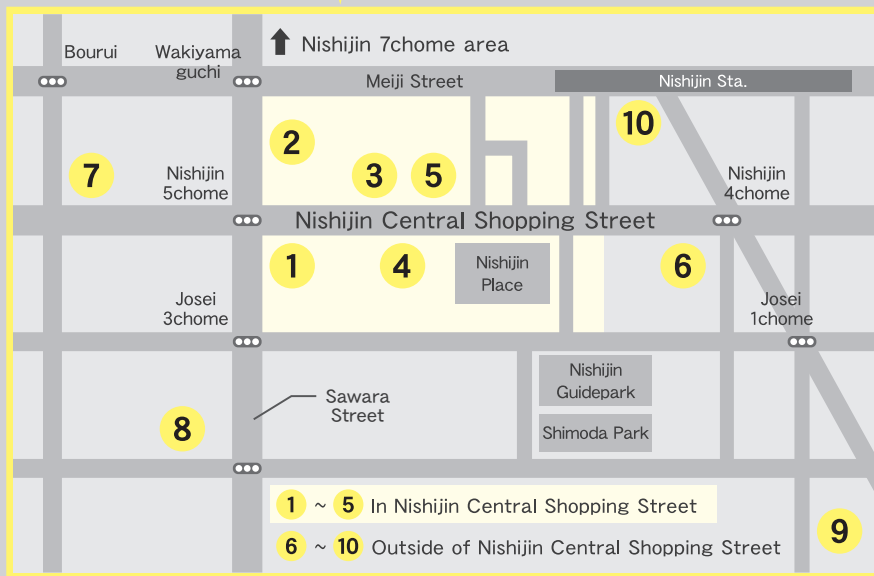 Nishijin 7chome area
Bourui
Wakiyama
guchi
Meiji Street
Nishijin Sta.
2
10
7
3
5
Nishijin
5chome
Nishijin
4chome
Nishijin Central Shopping Street
1
4
Nishijin
Place
6
Josei
3chome
Josei
1chome
Nishijin
Guidepark
Sawara
Street
8
Shimoda Park
1 ~ 5 In Nishijin Central Shopping Street
6 ~ 10 Outside of Nishijin Central Shopping Street
9